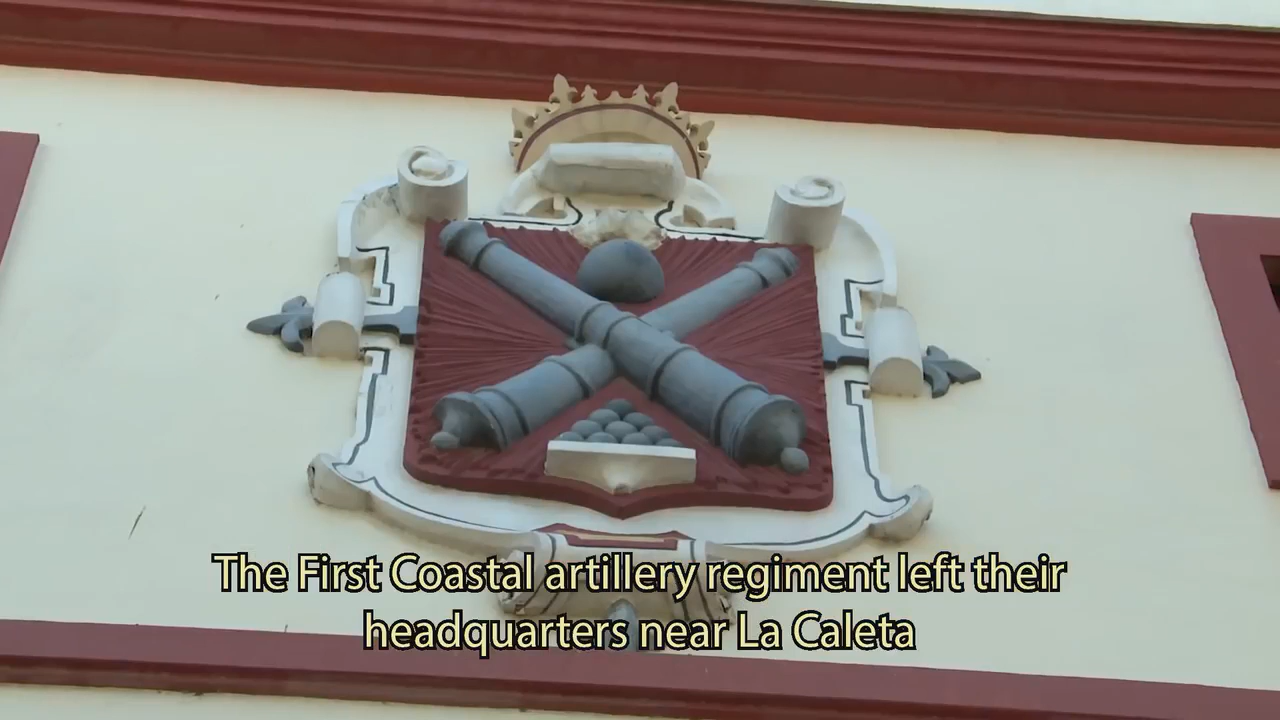 The First Coastal artillery regiment left their
headquarters near La Caleta